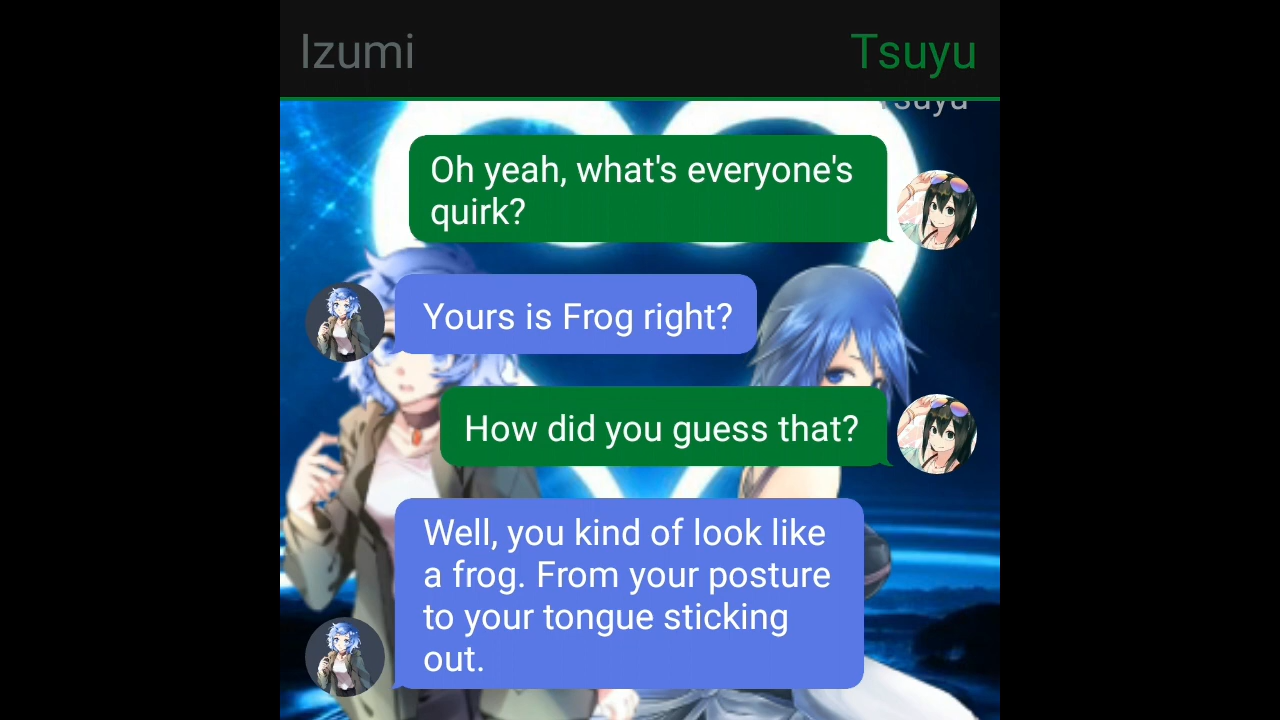 Izumi
Tsuyu
Tsuyu
Oh yeah, what's everyone's
quirk?
Yours is Frog right?
How did you guess that?
Well, you kind of look like
a frog. From your posture
to your tongue sticking
out.